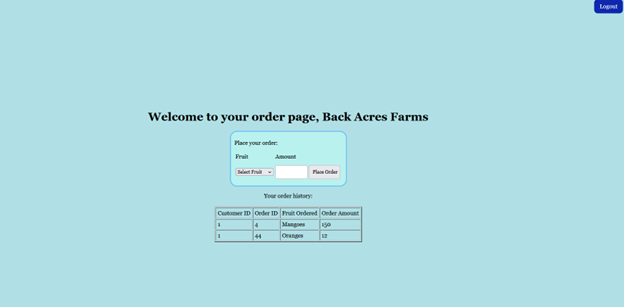 Logout
Welcome to your order page, Back Acres Farms
Place your order:
Fruit Amount
Select Fruit Place Order
Your order history:
Customer ID Order ID Fruit Ordered Order Amount
1 4 Mangoes 150
1 44 Oranges 12